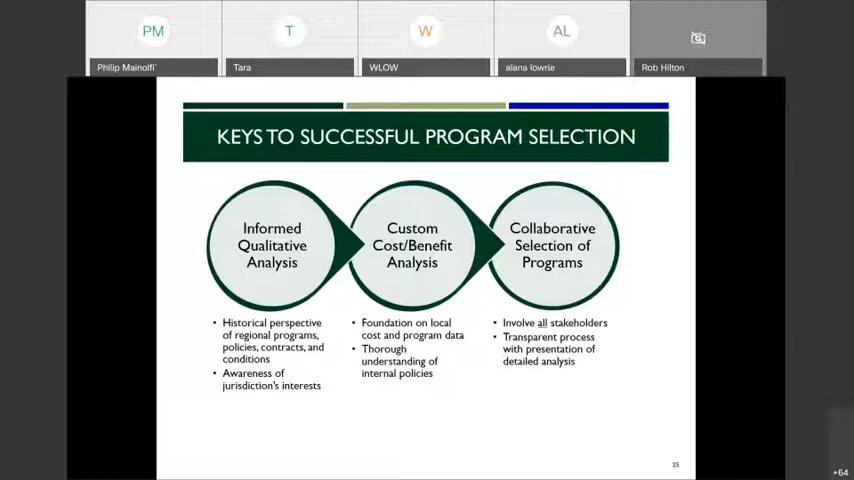 PM
T
W
AL
Philip Mainolfi`
Tara
WLOW
alana lowrie
Rob Hilton
KEYS TO SUCCESSFUL PROGRAM SELECTION
Informed
Qualitative
Analysis
Custom
Cost/Benefit
Analysis
Collaborative
Selection of
Programs
• Historical perspective
of regional programs,
policies, contracts, and
conditions
• Awareness of
jurisdiction's interests
• Foundation on local
cost and program data
• Thorough
understanding of
internal policies
• Involve all stakeholders
• Transparent process
with presentation of
detailed analysis
25
+64